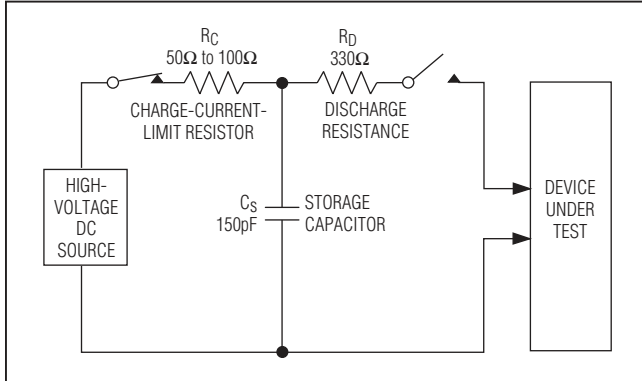 RC
50Ω to 100Ω
CHARGE-CURRENT-
LIMIT RESISTOR
RD
330Ω
DISCHARGE
RESISTANCE
HIGH-
VOLTAGE
DC
SOURCE
CS
150pF
STORAGE
CAPACITOR
DEVICE
UNDER
TEST